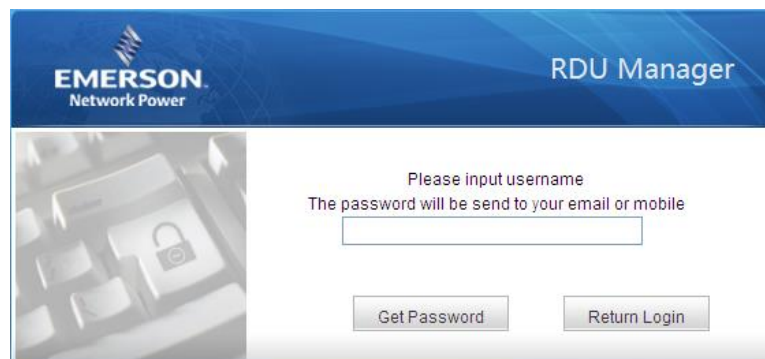 EMERSON.
Network Power
RDU Manager
Please input username
The password will be send to your email or mobile
Get Password
Return Login